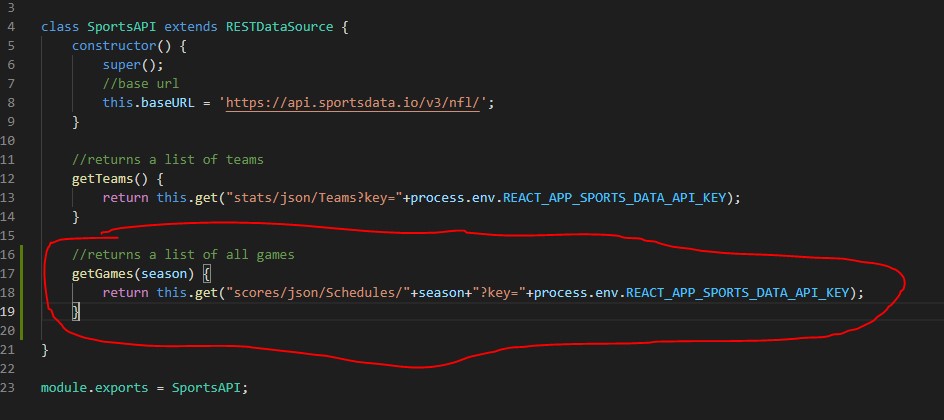 3
4 class SportsAPI extends RESTDataSource {
5 constructor() {
6 super();
7 //base url
8 this.baseURL = 'https://api.sportsdata.io/v3/nfl/';
9 }
10
11 //returns a list of teams
12 getTeams() {
13 return this.get("stats/json/Teams?key="+process.env.REACT_APP_SPORTS_DATA_API_KEY);
14 }
15
16 //returns a list of all games
17 getGames(season) {
18 return this.get("scores/json/Schedules/"+season+"?key="+process.env.REACT_APP_SPORTS_DATA_API_KEY);
19 }
20
21 }
22
23 module.exports = SportsAPI;